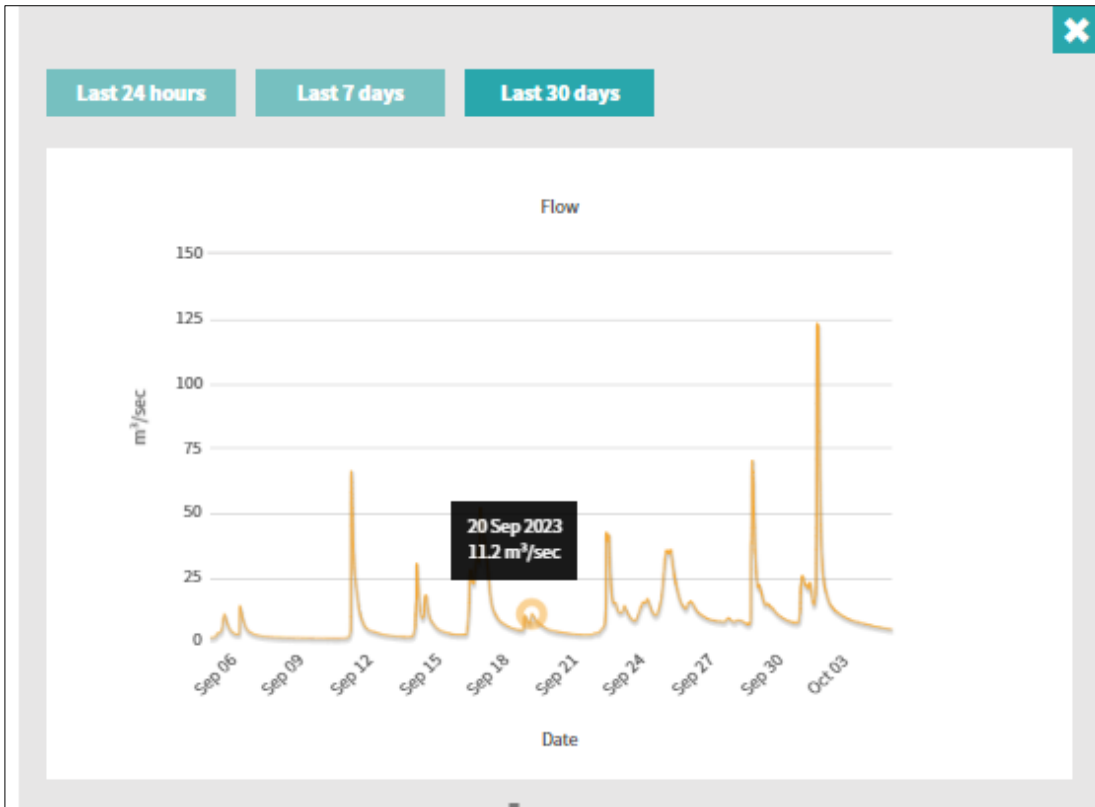 Last 24 hours
Last 7 days
Last 30 days
Flow
150
125
100
75
50
25
0
m³/sec
20 Sep 2023
11.2 m³/sec
Sep 06
Sep 09
Sep 12
Sep 15
Sep 18
Sep 21
Sep 24
Sep 27
Sep 30
Oct 03
Date